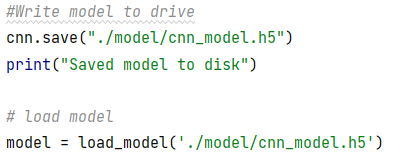 #Write model to drive
cnn.save("./model/cnn_model.h5")
print("Saved model to disk")
# load model
model = load_model('./model/cnn_model.h5')